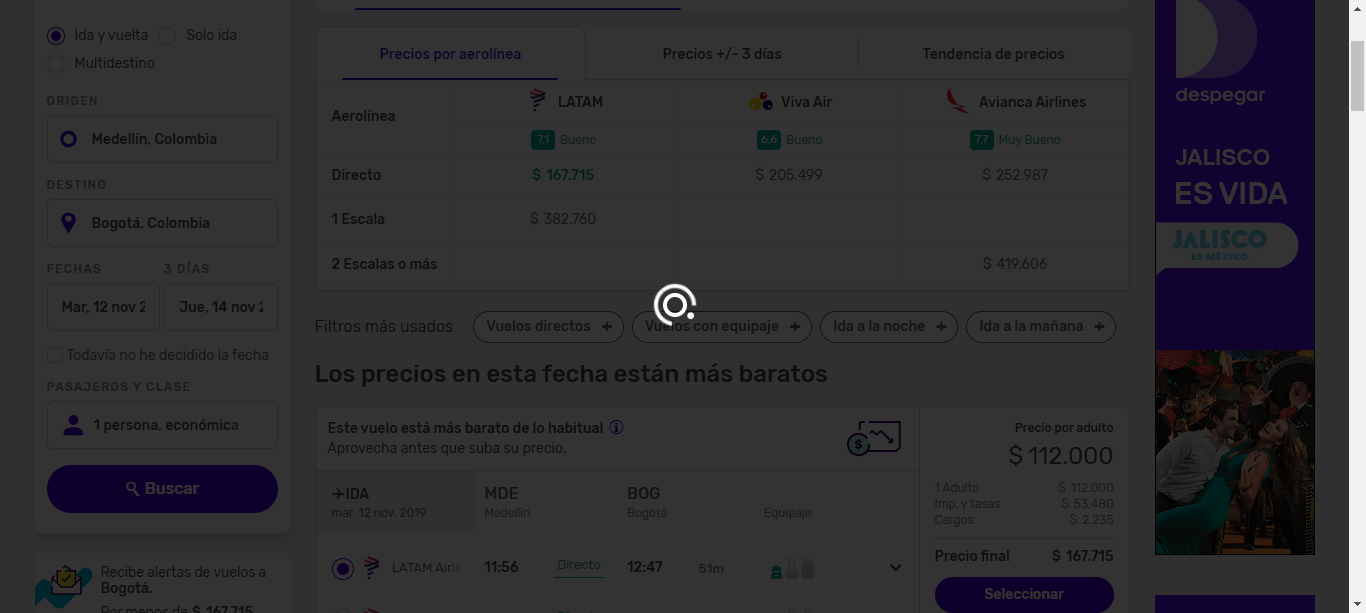 Ida y vuelta
Solo ida
Multidestino
ORIGEN
Medellín, Colombia
DESTINO
Bogotá, Colombia
FECHAS
3 DÍAS
Mar, 12 nov 2
Jue, 14 nov 2
Todavía no he decidido la fecha
PASAJEROS Y CLASE
1 persona, económica
Buscar
Recibe alertas de vuelos a
Bogotá.
Por menos de $ 167.715
Precios por aerolínea
Precios +/- 3 días
Tendencia de precios
Aerolínea
LATAM
Viva Air
Avianca Airlines
7,1 Bueno
6,6 Bueno
7,7 Muy Bueno
Directo
$ 167.715
$ 205.499
$ 252.987
1 Escala
$ 382.760
2 Escalas o más
$ 419.606
Filtros más usados
Vuelos directos +
Vuelos con equipaje +
Ida a la noche +
Ida a la mañana +
Los precios en esta fecha están más baratos
Este vuelo está más barato de lo habitual
Aprovecha antes que suba su precio.
IDA
mar. 12 nov. 2019
MDE
Medellín
BOG
Bogotá
Equipaje
LATAM Airli
11:56
Directo
12:47
51m
Precio por adulto
$ 112.000
1 Adulto $ 112.000
Imp. y tasas $ 53.480
Cargos $ 2.235
Precio final $ 167.715
Seleccionar
despegar
JALISCO
ES VIDA
JALISCO
ES MÉXICO